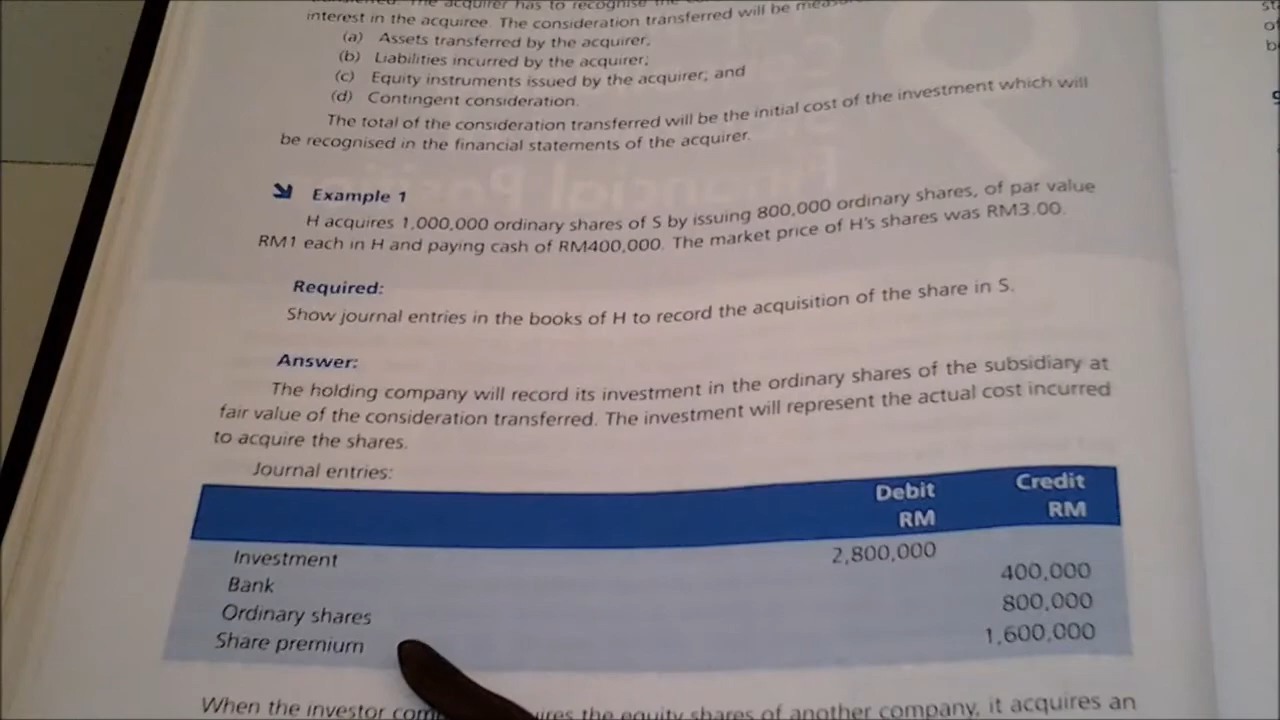 The acquirer has to recognise the
interest in the acquiree. The consideration transferred will be
(a) Assets transferred by the acquirer;
(b) Liabilities incurred by the acquirer;
(c) Equity instruments issued by the acquirer; and
(d) Contingent consideration.
The total of the consideration transferred will be the initial cost of the investment which will
be recognised in the financial statements of the acquirer.
Example 1
H acquires 1,000,000 ordinary shares of S by issuing 800,000 ordinary shares, of par value
RM1 each in H and paying cash of RM400,000. The market price of H's shares was RM3.00.
Required:
Show journal entries in the books of H to record the acquisition of the share in S.
Answer:
The holding company will record its investment in the ordinary shares of the subsidiary at
fair value of the consideration transferred. The investment will represent the actual cost incurred
to acquire the shares.
Journal entries:
Debit Credit
RM RM
Investment 2,800,000
Bank 400,000
Ordinary shares 800,000
Share premium 1,600,000
When the investor the equity shares of another company, it acquires an